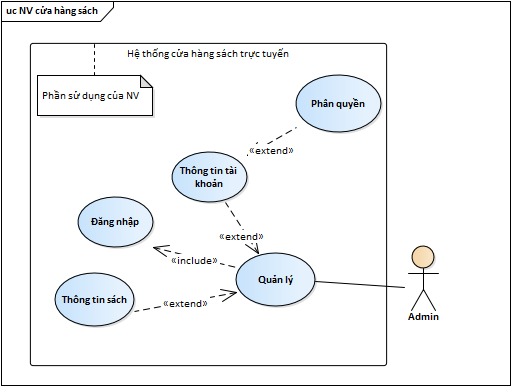 uc NV cửa hàng sách
Hệ thống cửa hàng sách trực tuyến
Phần sử dụng của NV
Phân quyền
«extend»
Thông tin tài
khoản
Đăng nhập
«extend»
«include»
Quản lý
Thông tin sách
«extend»
Admin